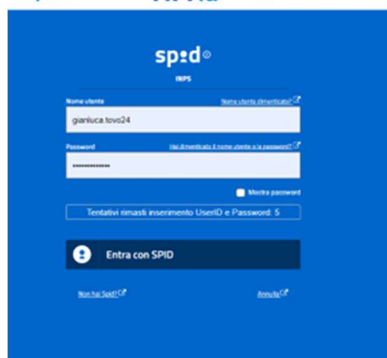 sp:d
INPS
Nome utente Nome utente dimenticato?
gianluca.tovo24
Password Hai dimenticato il nome utente o la password?
•••••••••••••
Mostra password
Tentativi rimasti inserimento UserID e Password: 5
Entra con SPID
Non hai Spid? Annulla